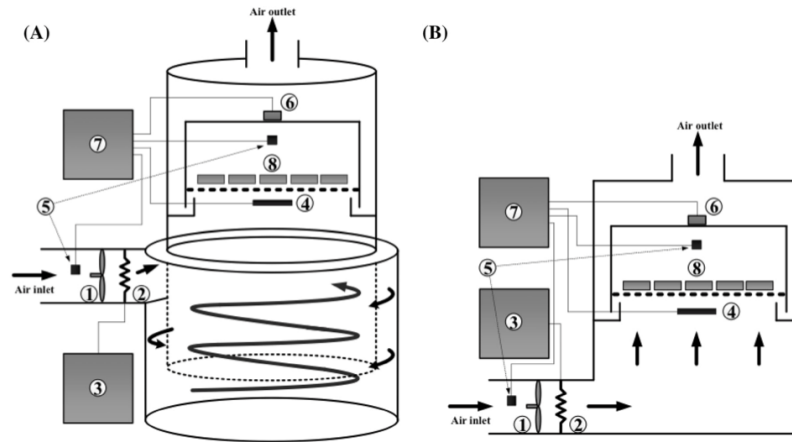 (A)
Air outlet
⑥
⑦
⑧
⑤
④
Air inlet
①
②
③
(B)
Air outlet
⑥
⑦
⑤
⑧
③
④
Air inlet
①
②